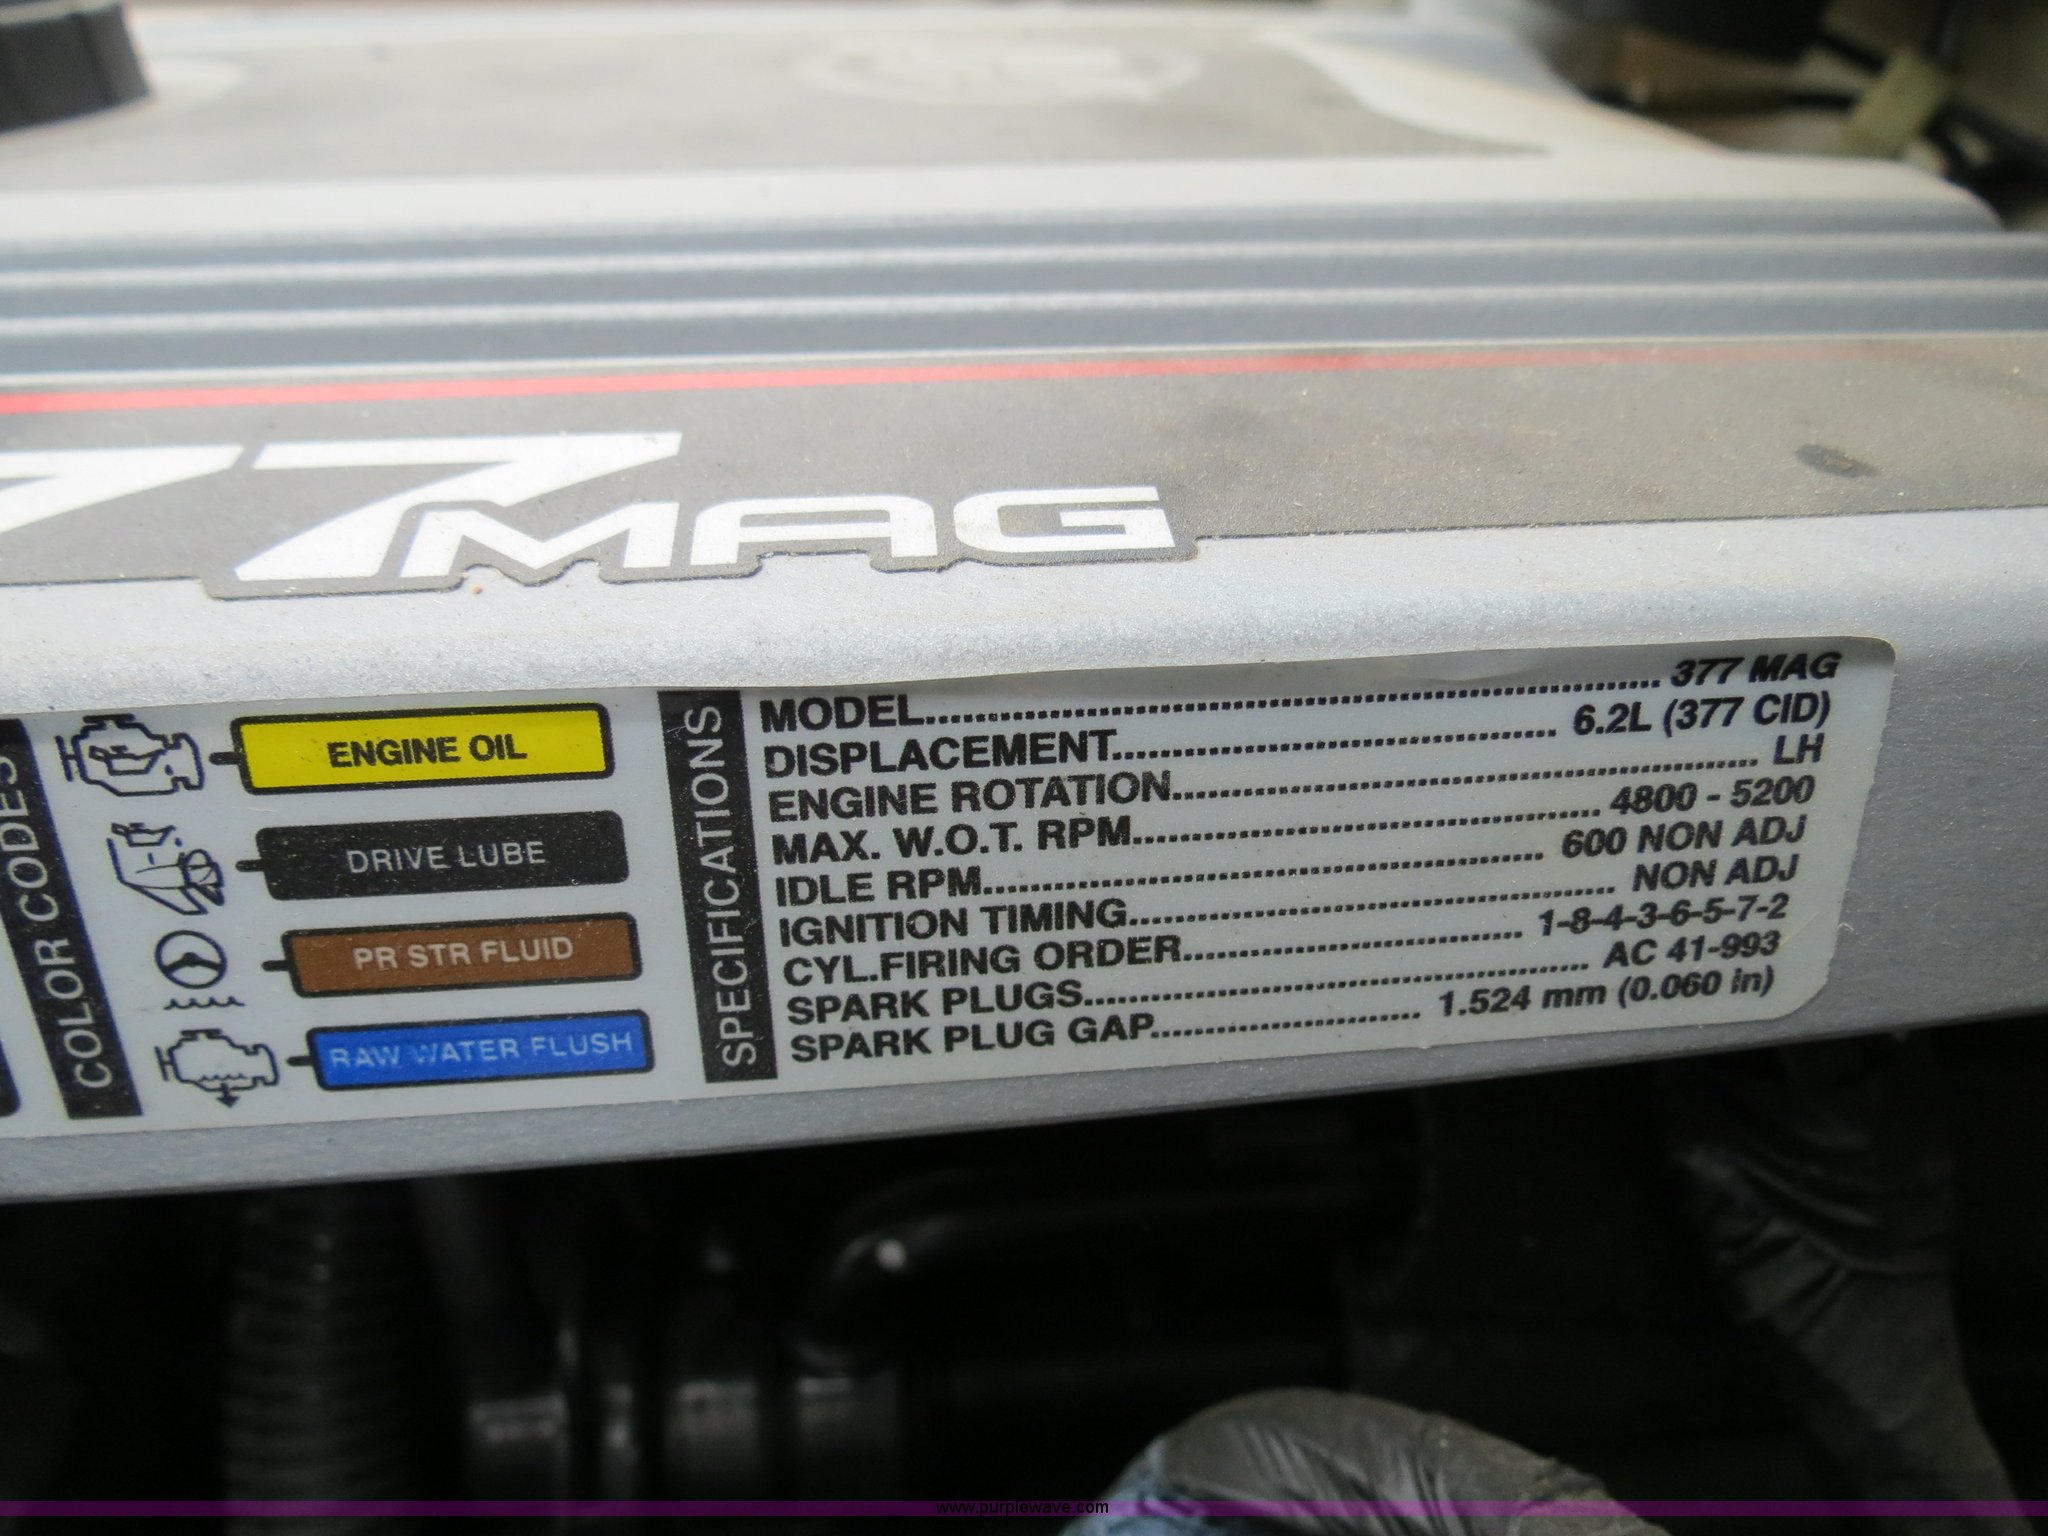 77 MAG
COLOR CODES
ENGINE OIL
DRIVE LUBE
PR STR FLUID
RAW WATER FLUSH
SPECIFICATIONS
MODEL........ 377 MAG
DISPLACEMENT........ 6.2L (377 CID)
ENGINE ROTATION........ LH
MAX. W.O.T. RPM........ 4800 - 5200
IDLE RPM........ 600 NON ADJ
IGNITION TIMING........ NON ADJ
CYL.FIRING ORDER........ 1-8-4-3-6-5-7-2
SPARK PLUGS........ AC 41-993
SPARK PLUG GAP........ 1.524 mm (0.060 in)
www.purplewave.com